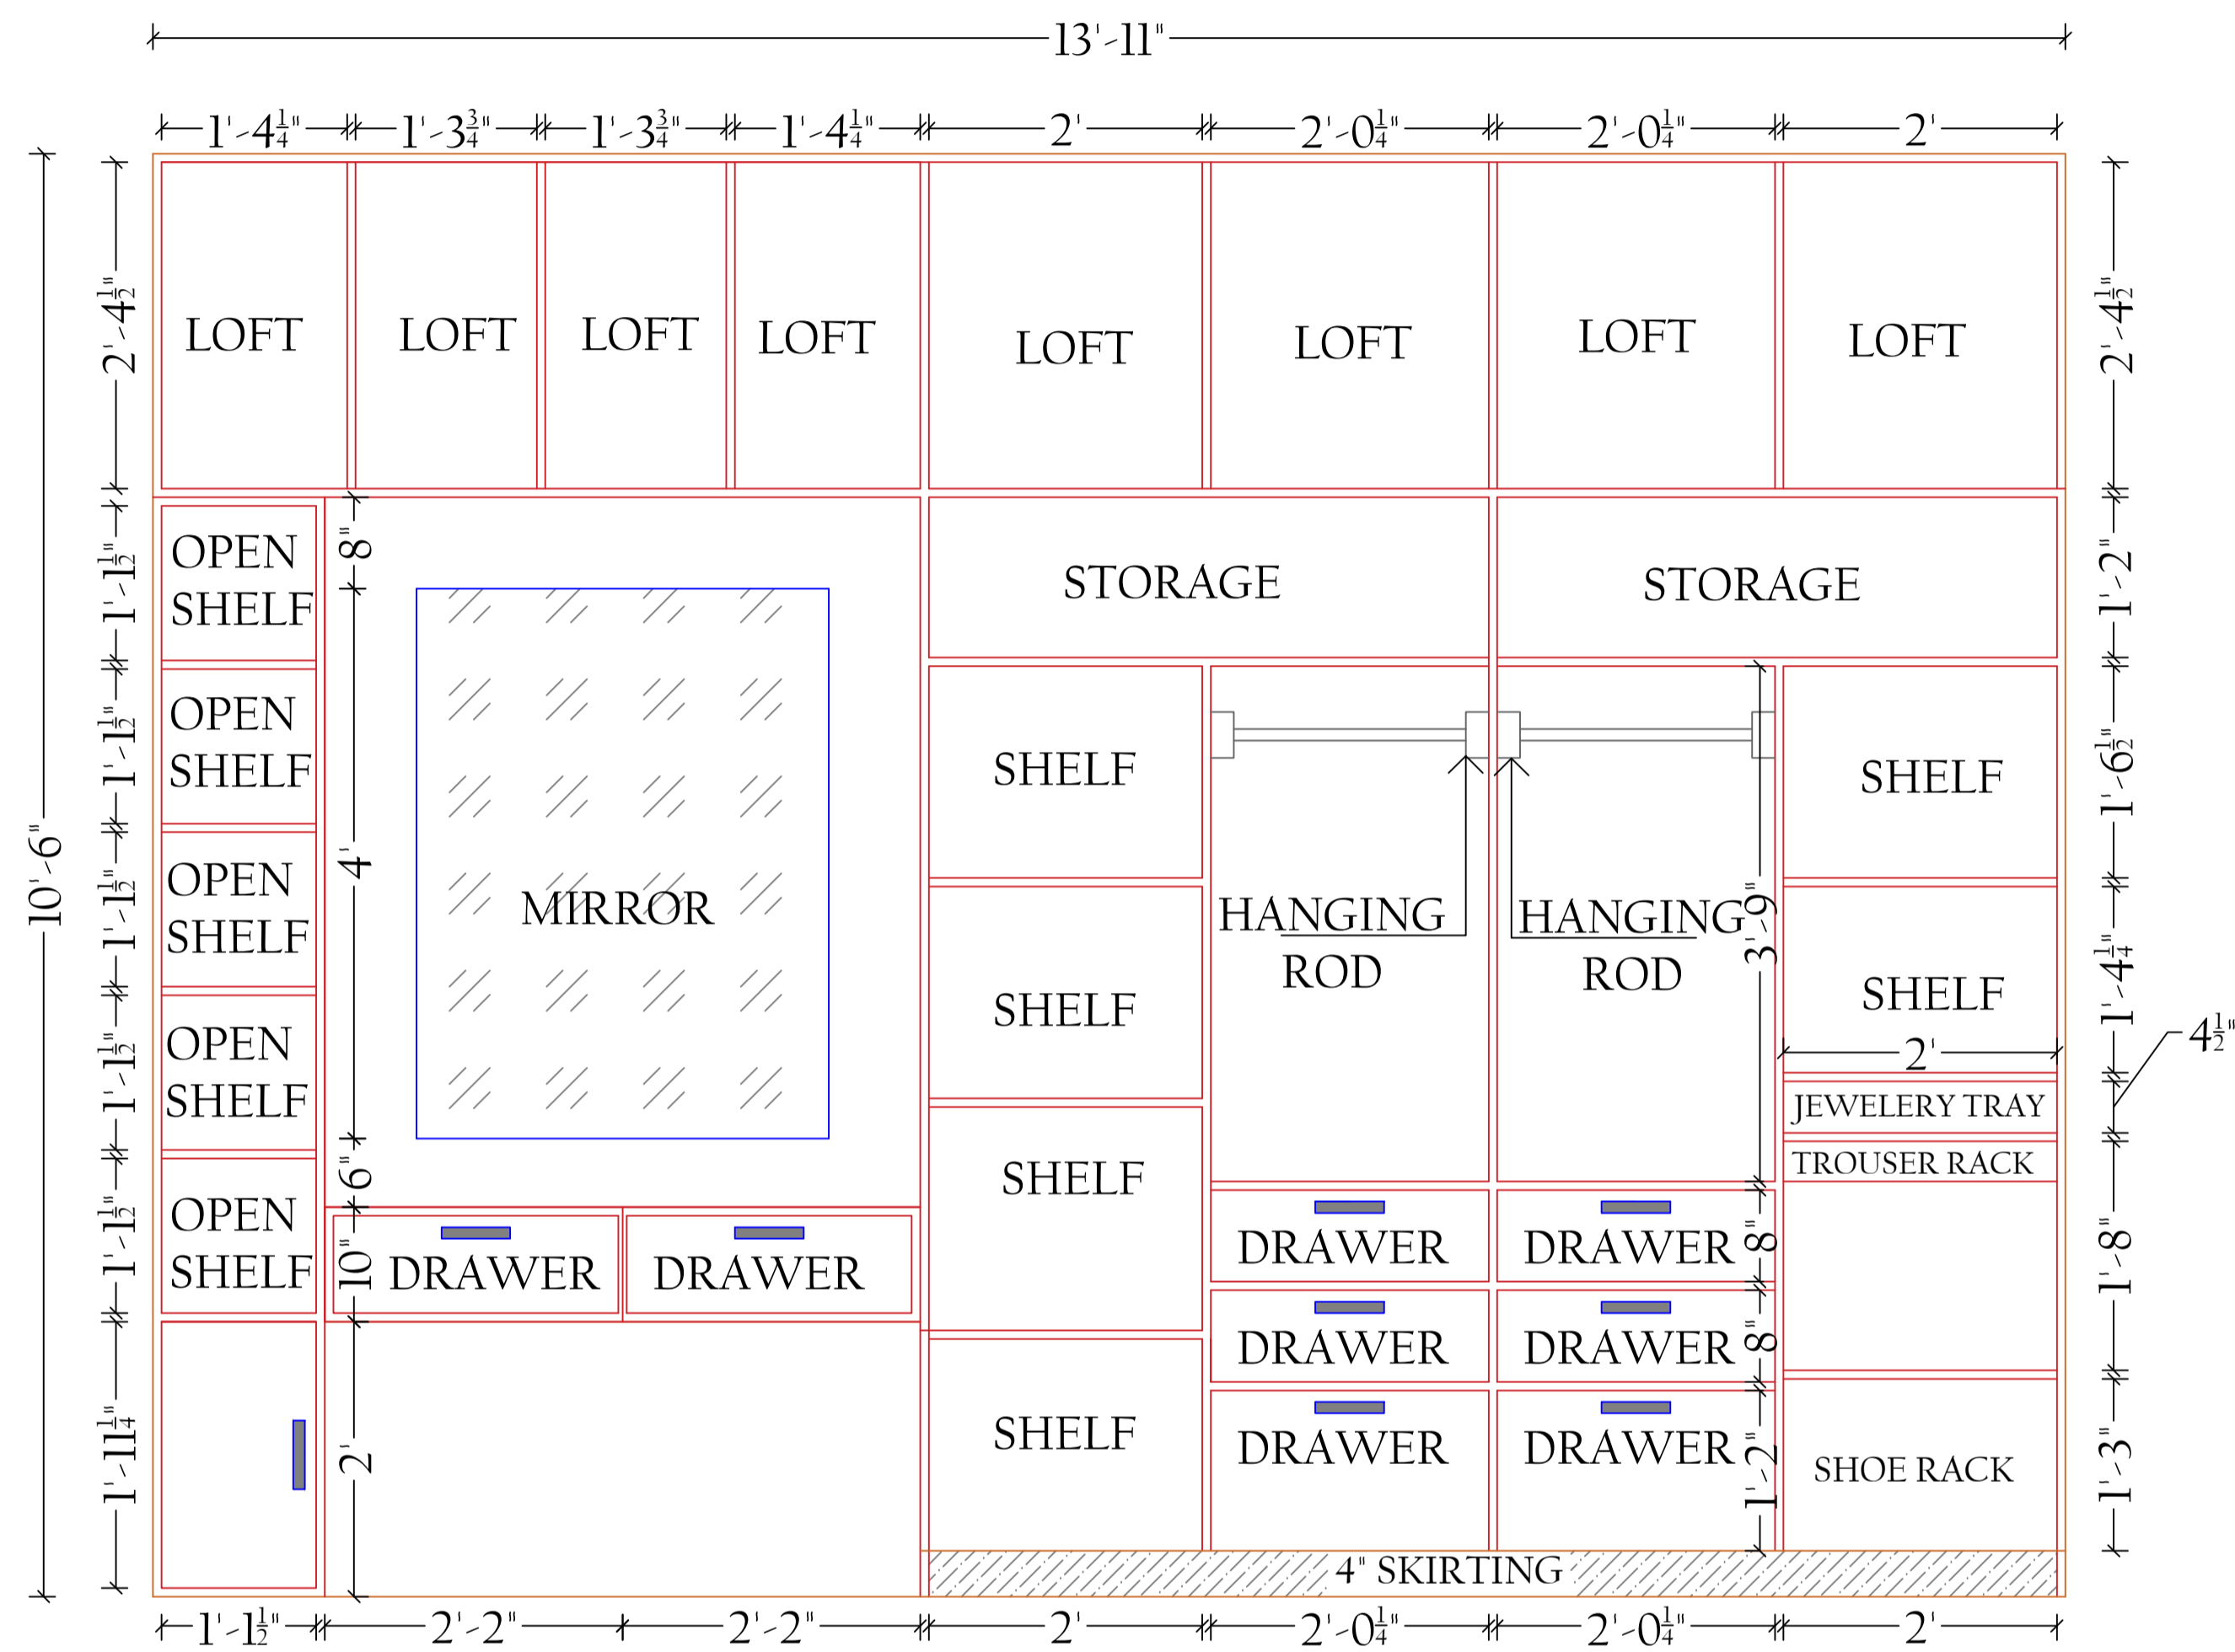 13'-11"
1'-4¼" 1'-3¾" 1'-3¾" 1'-4¼" 2' 2'-0¼" 2'-0¼" 2'
10'-6"
2'-4½"
LOFT LOFT LOFT LOFT LOFT LOFT LOFT LOFT
2'-4½"
1'-1½"
OPEN
SHELF
8"
STORAGE STORAGE
1'-2"
1'-1½"
OPEN
SHELF
4'
MIRROR
SHELF
HANGING
ROD
HANGING
ROD
3'-9"
SHELF
1'-6½"
1'-1½"
OPEN
SHELF
SHELF
SHELF
1'-4¼"
2'
4½"
1'-1½"
OPEN
SHELF
6"
SHELF
JEWELERY TRAY
TROUSER RACK
1'-1½"
OPEN
SHELF
10"
DRAWER DRAWER
DRAWER DRAWER
8"
1'-8"
DRAWER DRAWER
8"
1'-11¼"
2'
SHELF
DRAWER DRAWER
1'-2"
SHOE RACK
1'-3"
4" SKIRTING
1'-1½" 2'-2" 2'-2" 2' 2'-0¼" 2'-0¼" 2'